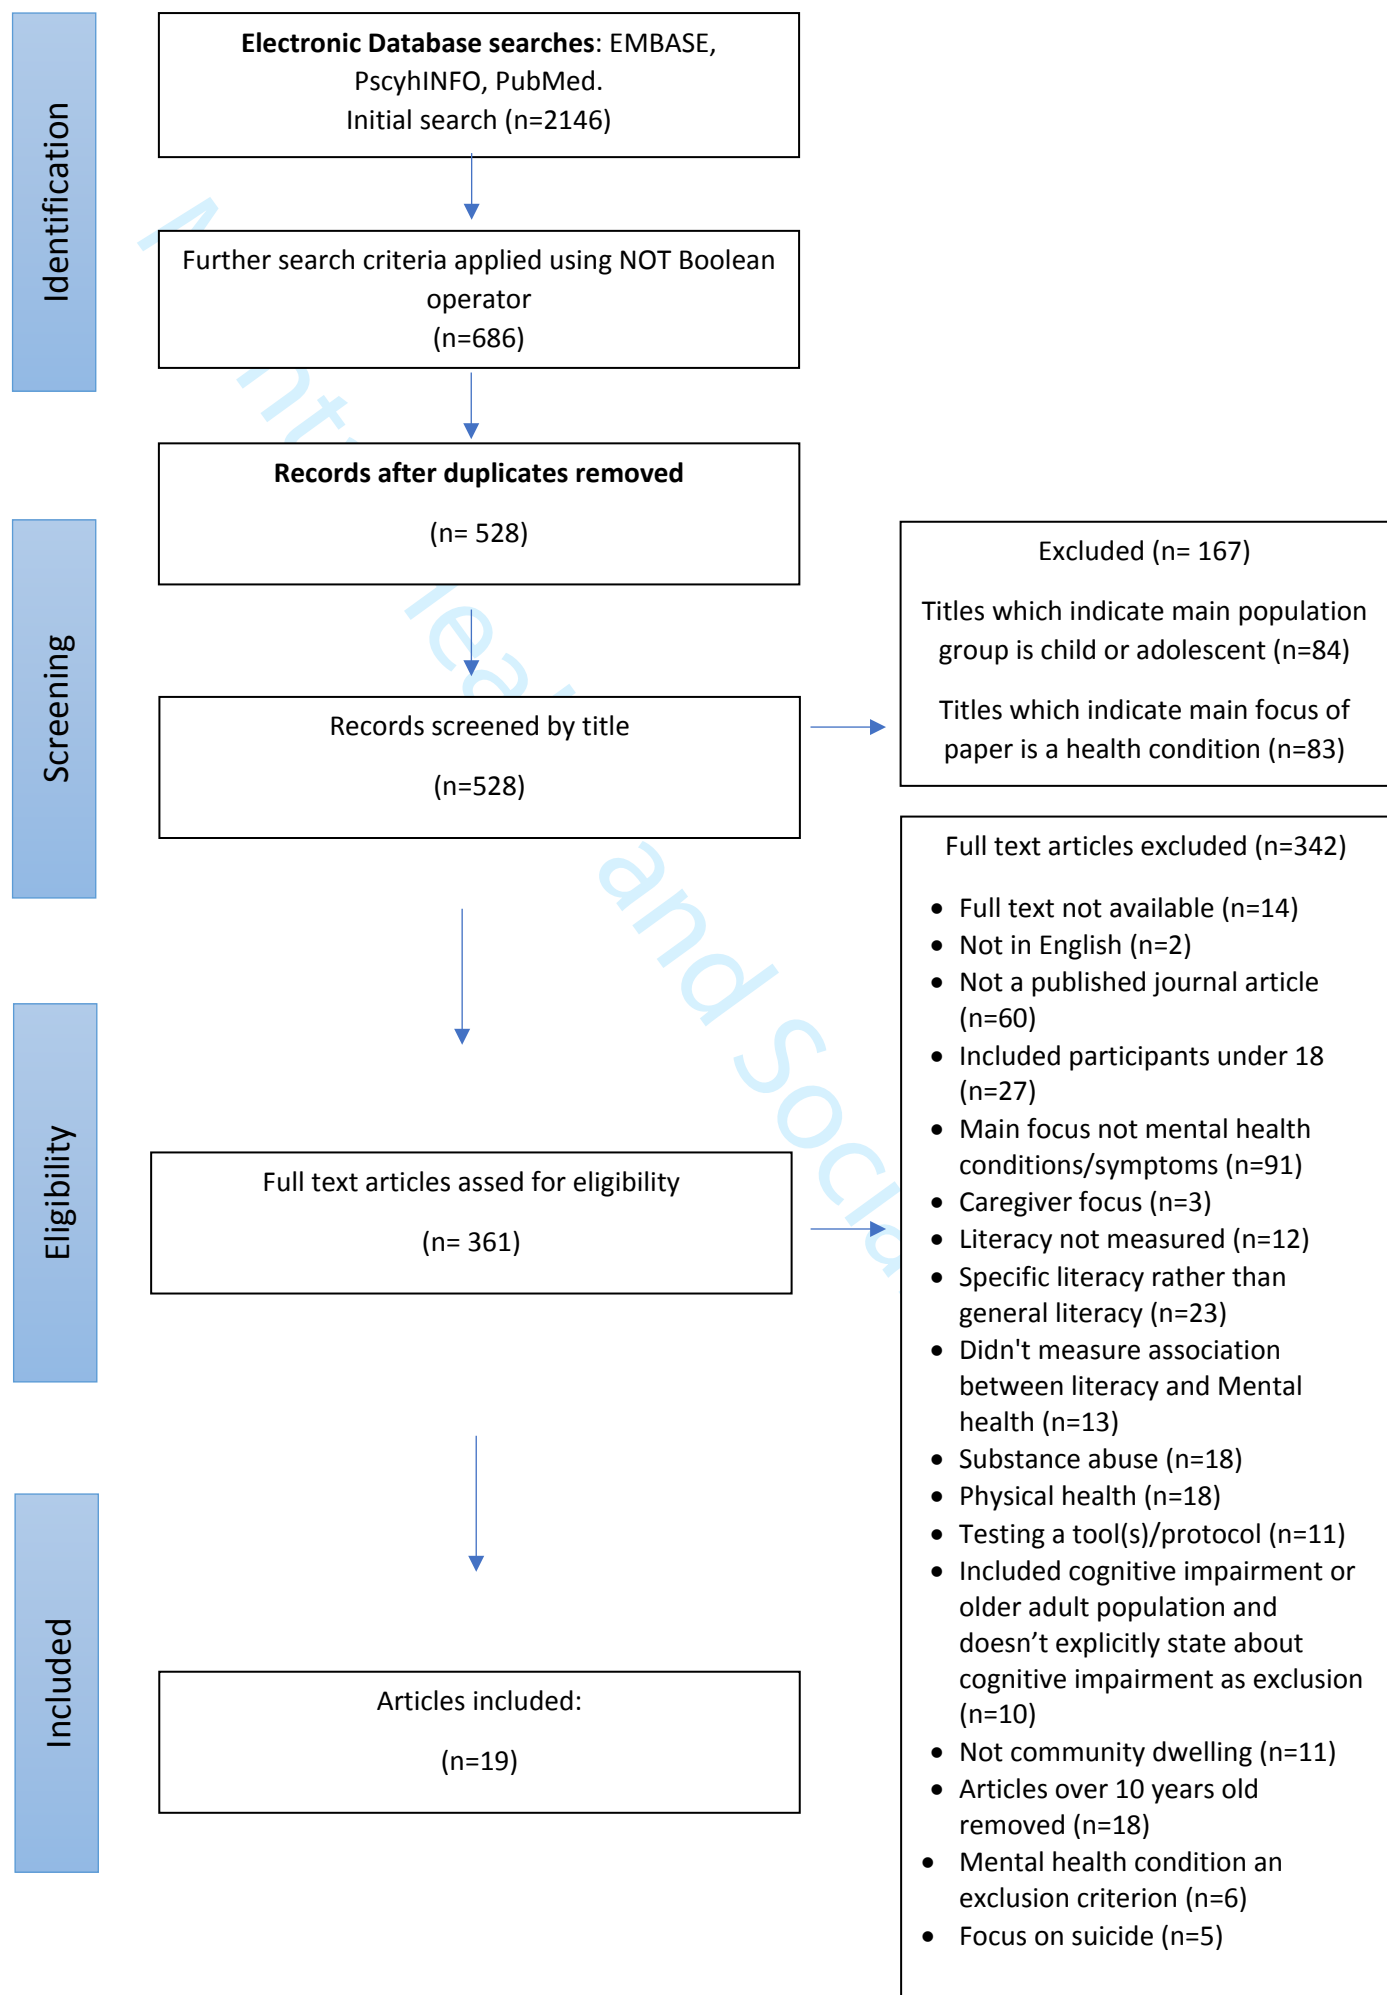 Identification
Electronic Database searches: EMBASE,
PscyhINFO, PubMed.
Initial search (n=2146)
Further search criteria applied using NOT Boolean
operator
(n=686)
Records after duplicates removed
(n= 528)
Screening
Records screened by title
(n=528)
Excluded (n= 167)
Titles which indicate main population
group is child or adolescent (n=84)
Titles which indicate main focus of
paper is a health condition (n=83)
Eligibility
Full text articles assed for eligibility
(n= 361)
Full text articles excluded (n=342)
• Full text not available (n=14)
• Not in English (n=2)
• Not a published journal article
(n=60)
• Included participants under 18
(n=27)
• Main focus not mental health
conditions/symptoms (n=91)
• Caregiver focus (n=3)
• Literacy not measured (n=12)
• Specific literacy rather than
general literacy (n=23)
• Didn't measure association
between literacy and Mental
health (n=13)
• Substance abuse (n=18)
• Physical health (n=18)
• Testing a tool(s)/protocol (n=11)
• Included cognitive impairment or
older adult population and
doesn’t explicitly state about
cognitive impairment as exclusion
(n=10)
• Not community dwelling (n=11)
• Articles over 10 years old
removed (n=18)
• Mental health condition an
exclusion criterion (n=6)
• Focus on suicide (n=5)
Included
Articles included:
(n=19)
and